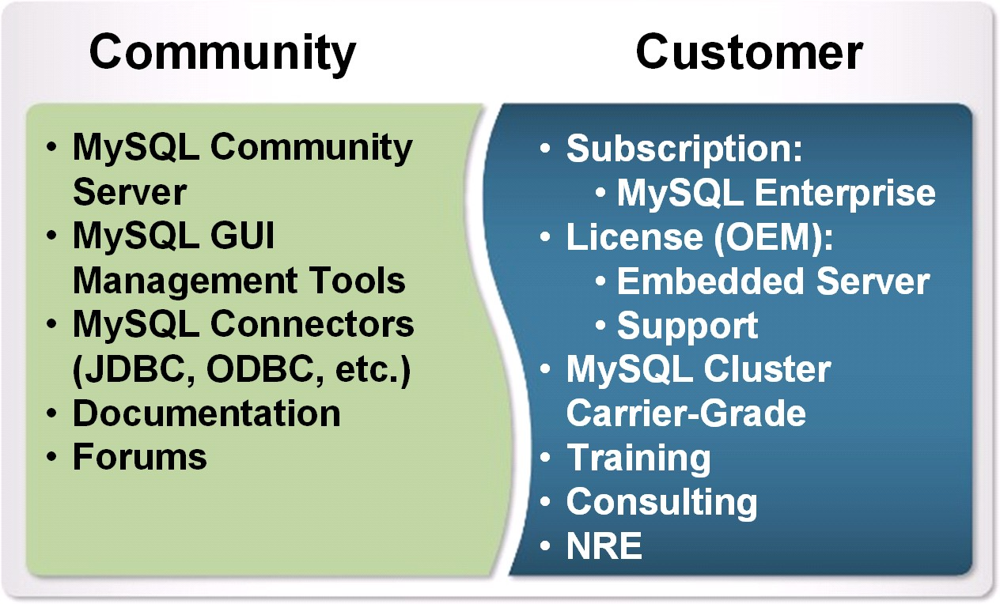 Community
• MySQL Community
Server
• MySQL GUI
Management Tools
• MySQL Connectors
(JDBC, ODBC, etc.)
• Documentation
• Forums
Customer
• Subscription:
• MySQL Enterprise
• License (OEM):
• Embedded Server
• Support
• MySQL Cluster
Carrier-Grade
• Training
• Consulting
• NRE